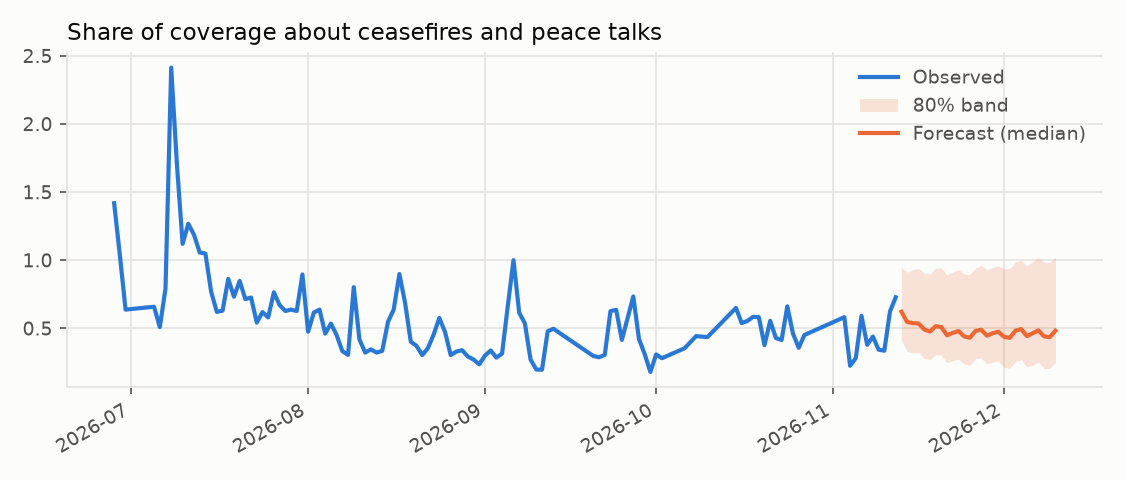 Share of coverage about ceasefires and peace talks
2.5
2.0
1.5
1.0
0.5
Observed
80% band
Forecast (median)
2026-07
2026-08
2026-09
2026-10
2026-11
2026-12